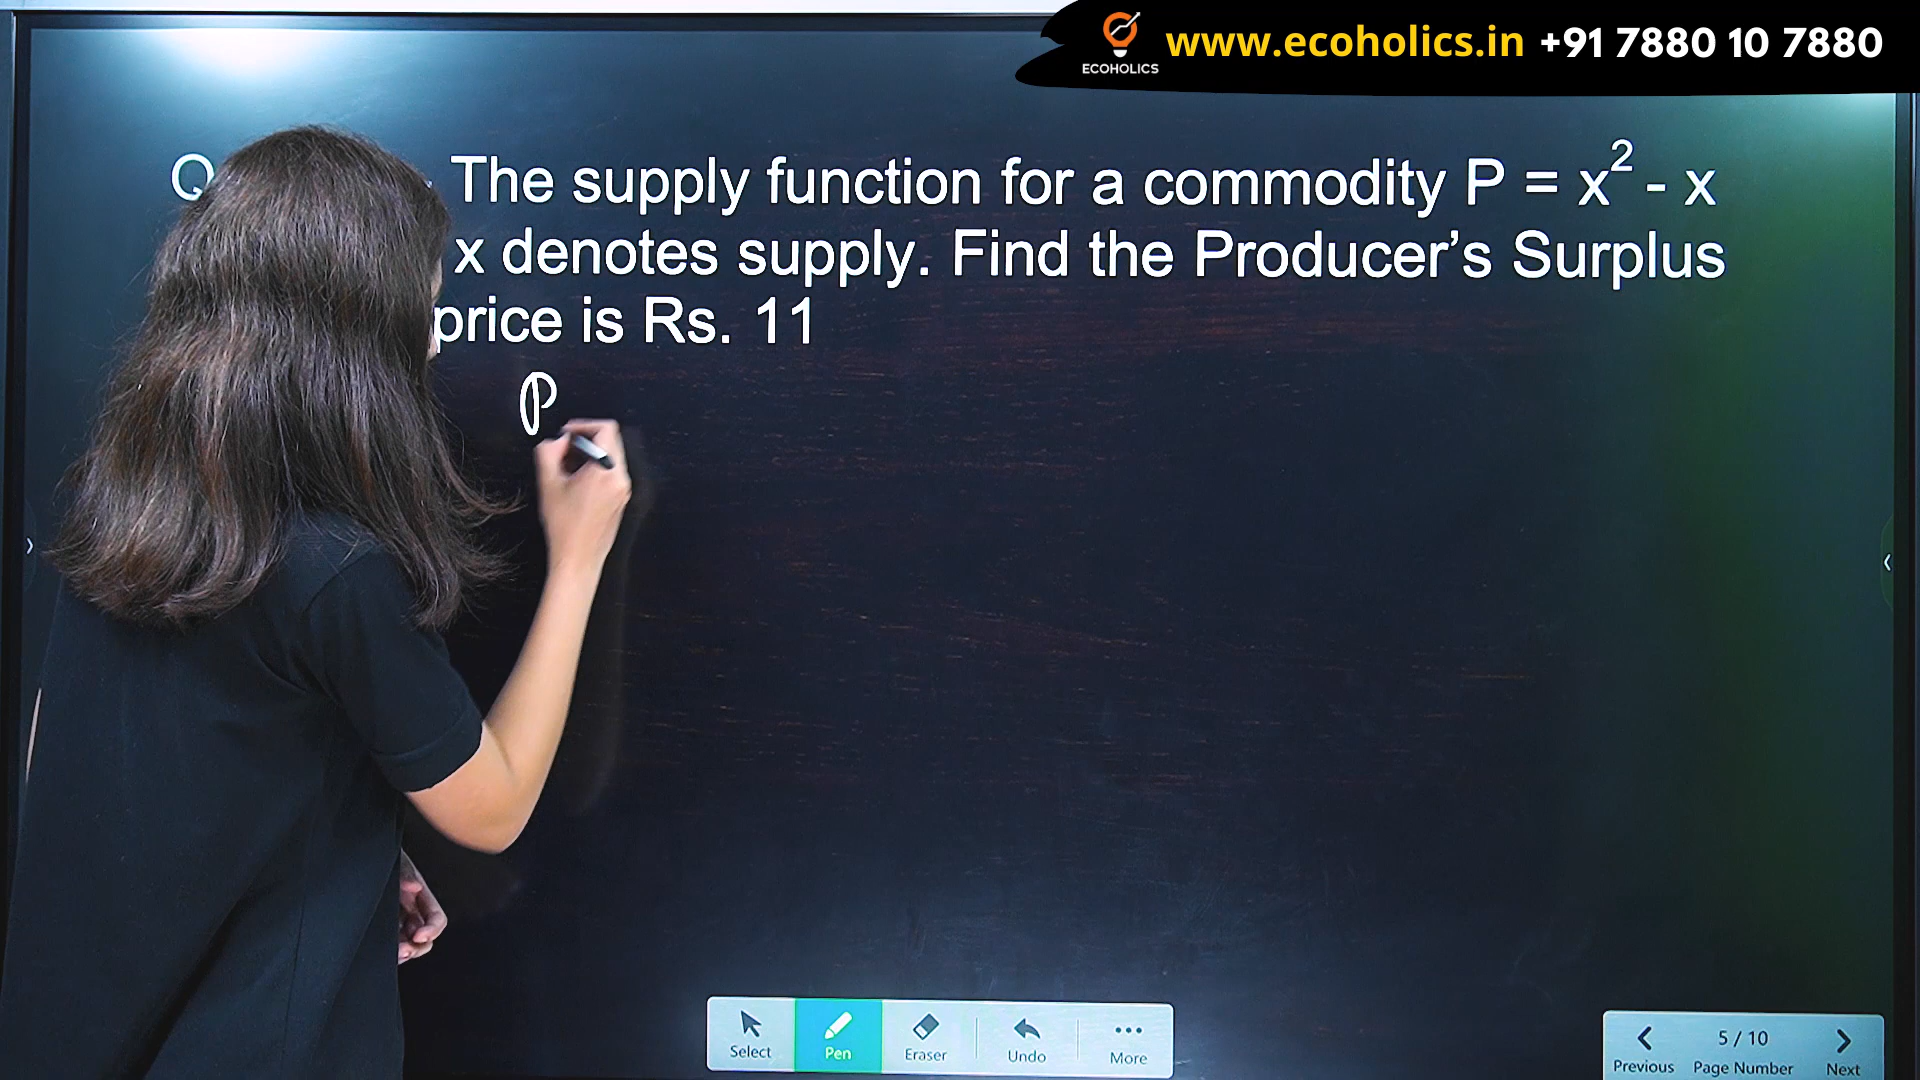 www.ecoholics.in +91 7880 10 7880
ECOHOLICS
Q The supply function for a commodity P = x² - x
x denotes supply. Find the Producer’s Surplus
price is Rs. 11
P
Select Pen Eraser Undo More
5 / 10
Previous Page Number Next